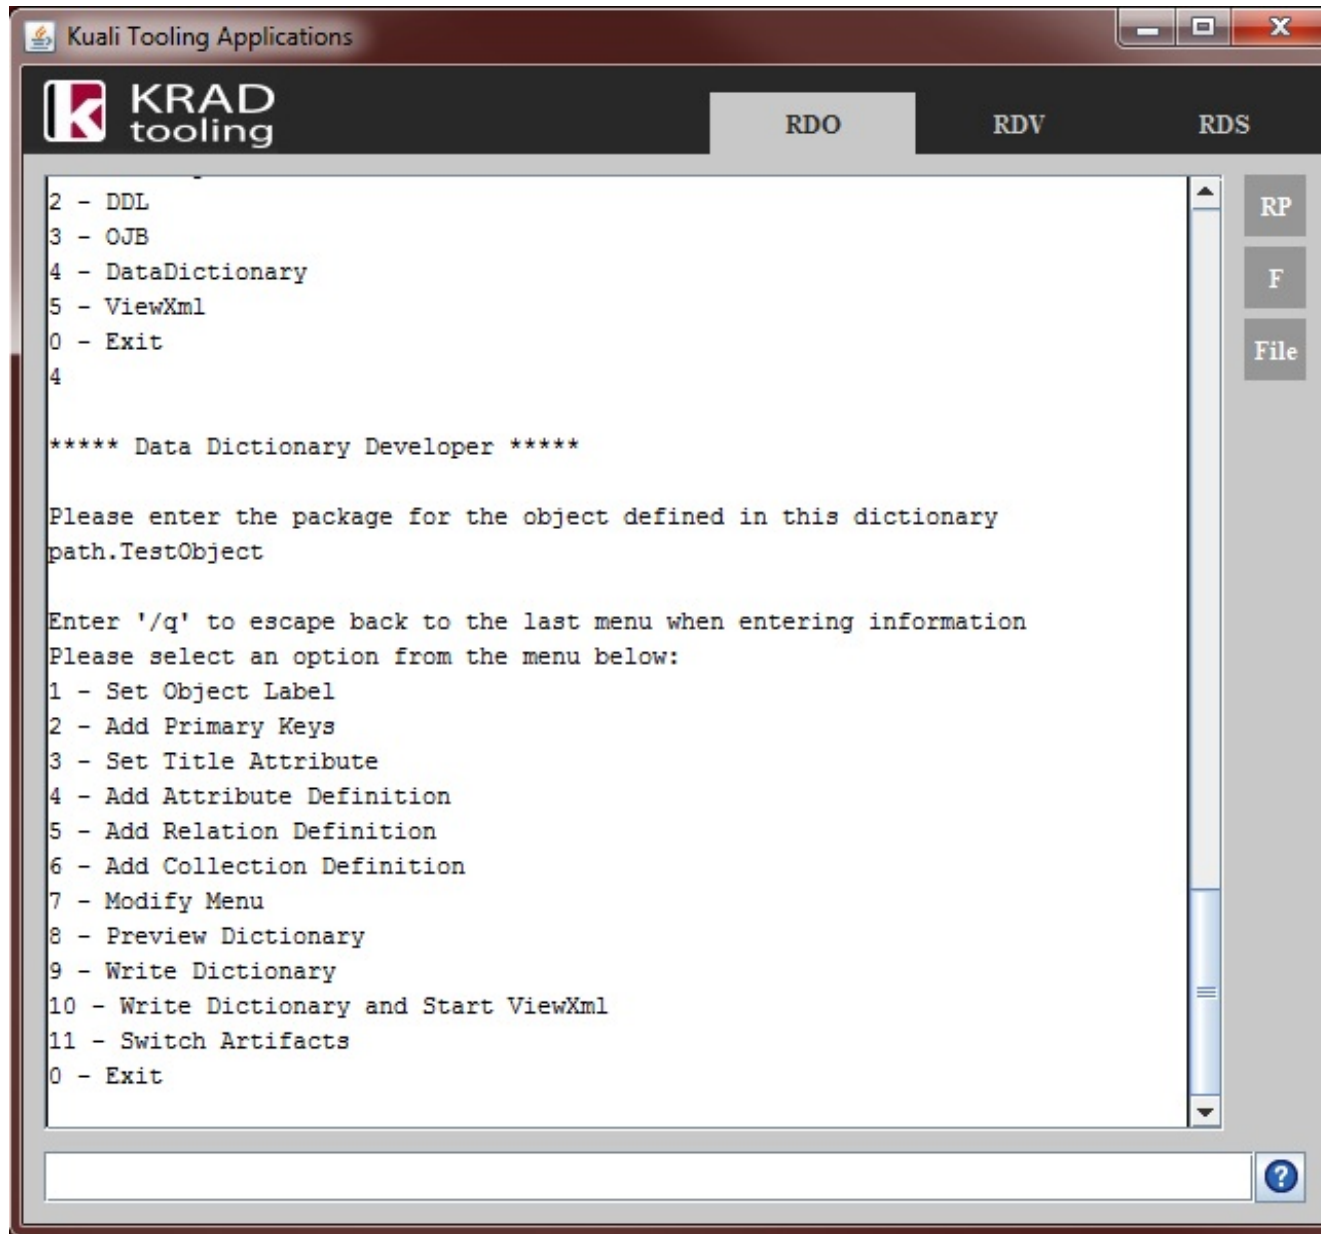 Kuali Tooling Applications
KRAD
tooling
RDO RDV RDS
2 - DDL
3 - OJB
4 - DataDictionary
5 - ViewXml
0 - Exit
4
***** Data Dictionary Developer *****
Please enter the package for the object defined in this dictionary
path.TestObject
Enter '/q' to escape back to the last menu when entering information
Please select an option from the menu below:
1 - Set Object Label
2 - Add Primary Keys
3 - Set Title Attribute
4 - Add Attribute Definition
5 - Add Relation Definition
6 - Add Collection Definition
7 - Modify Menu
8 - Preview Dictionary
9 - Write Dictionary
10 - Write Dictionary and Start ViewXml
11 - Switch Artifacts
0 - Exit
RP
F
File
?